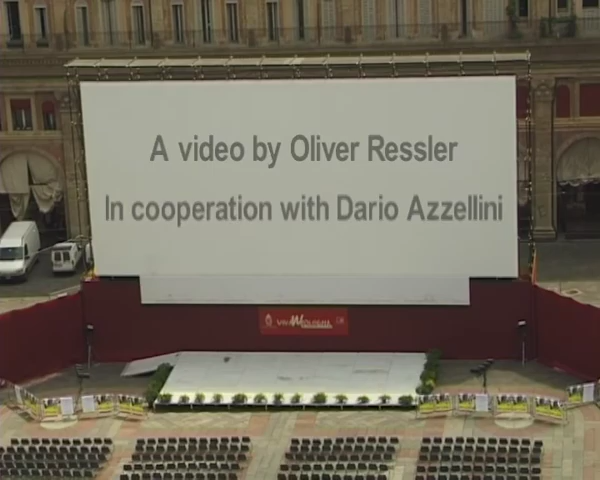 A video by Oliver Ressler
In cooperation with Dario Azzellini